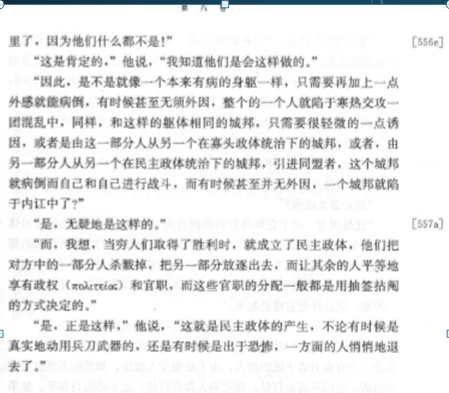 第 八 卷
里了，因为他们什么都不是！” [556e]
“这是肯定的，”他说，“我知道他们是会这样做的。”
“因此，是不是就像一个本来有病的身躯一样，只需要再加上一点
外感就能病倒，有时候甚至无须外因，整个的一个人就陷于寒热交攻一
团混乱中，同样，和这样的躯体相同的城邦，只需要很轻微的一点诱
因，或者是由这一部分人从另一个在寡头政体统治下的城邦，或者，由
另一部分人从另一个在民主政体统治下的城邦，引进同盟者，这个城邦
就病倒而自己和自己进行战斗，而有时候甚至并无外因，一个城邦就陷
于内讧中了？”
“是，无疑地是这样的。” [557a]
“而，我想，当穷人们取得了胜利时，就成立了民主政体，他们把
对方中的一部分人杀戮掉，把另一部分放逐出去，而让其余的人平等地
享有政权（πολιτείας）和官职，而这些官职的分配一般都是用抽签拈阄
的方式决定的。”
“是，正是这样，”他说，“这就是民主政体的产生，不论有时候是
真实地动用兵刃武器的，还是有时候是出于恐怖，一方面的人悄悄地退
去了。”